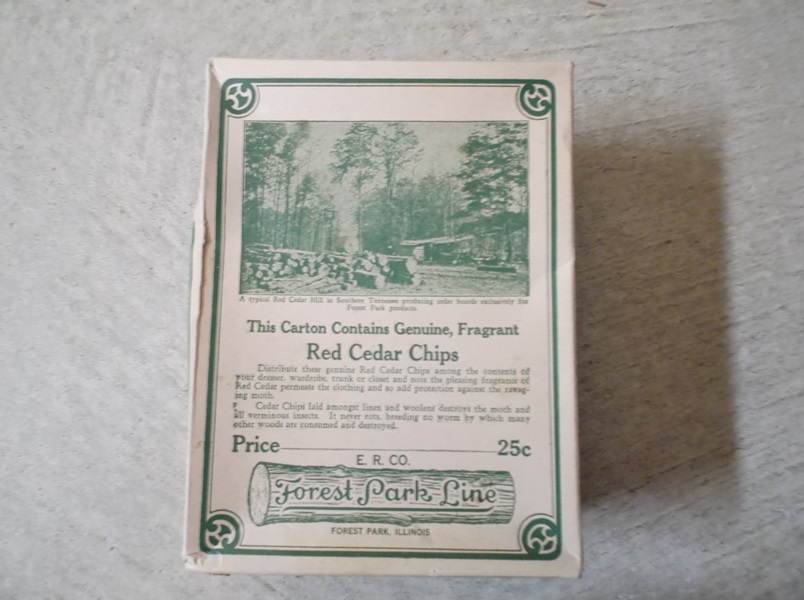 A typical Red Cedar Mill in Southern Tennessee producing cedar boards exclusively for
Forest Park products
This Carton Contains Genuine, Fragrant
Red Cedar Chips
Distribute these genuine Red Cedar Chips among the contents of
your dresser, wardrobe, trunk or closet and note the pleasing fragrance of
Red Cedar permeate the clothing and so add protection against the ravag-
ing moth.
Cedar Chips laid amongst linen and woolens destroys the moth and
all verminous insects. It never rots, breeding no worm by which many
other woods are consumed and destroyed.
Price 25c
E. R. CO.
Forest Park Line
FOREST PARK, ILLINOIS